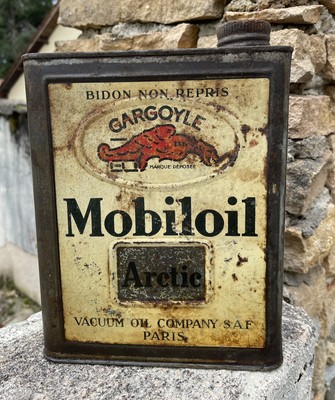 BIDON NON REPRIS
GARGOYLE
MARQUE DÉPOSÉE
Mobiloil
Arctic
VACUUM OIL COMPANY S.A.F.
PARIS